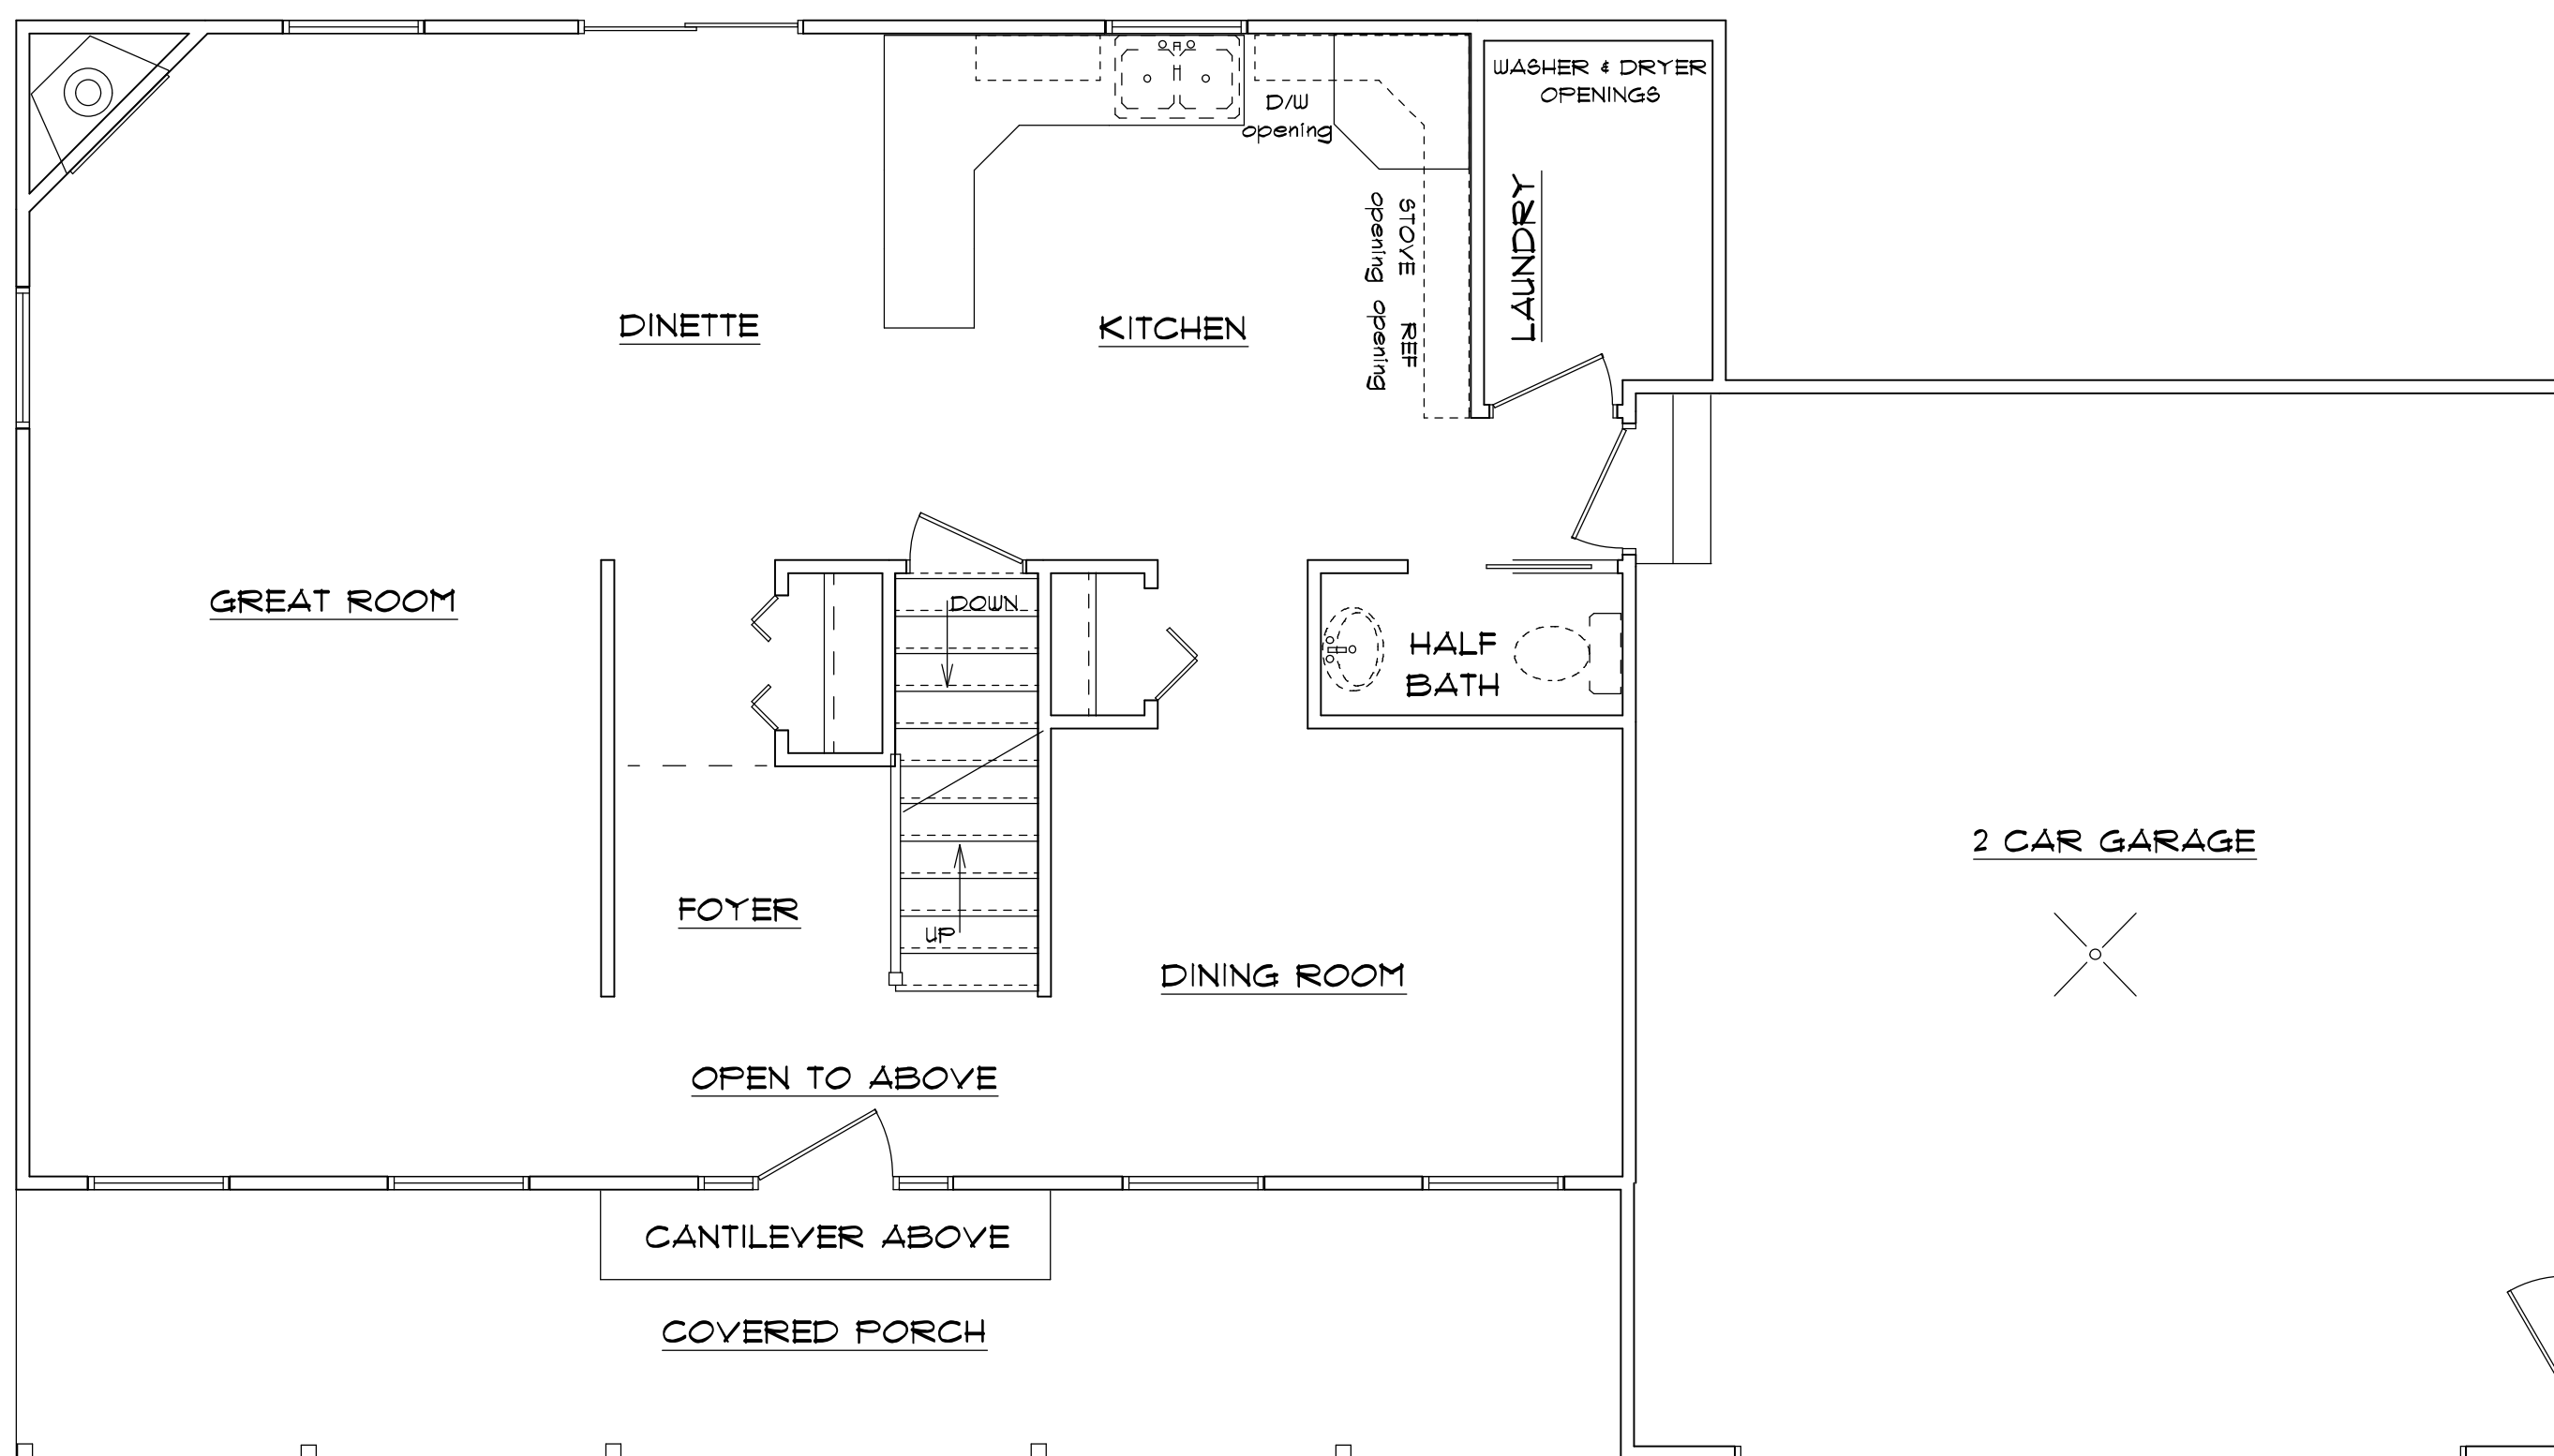 WASHER & DRYER
OPENINGS
D/W
opening
LAUNDRY
STOVE
opening
REF
opening
DINETTE
KITCHEN
GREAT ROOM
DOWN
HALF
BATH
2 CAR GARAGE
FOYER
UP
DINING ROOM
OPEN TO ABOVE
CANTILEVER ABOVE
COVERED PORCH